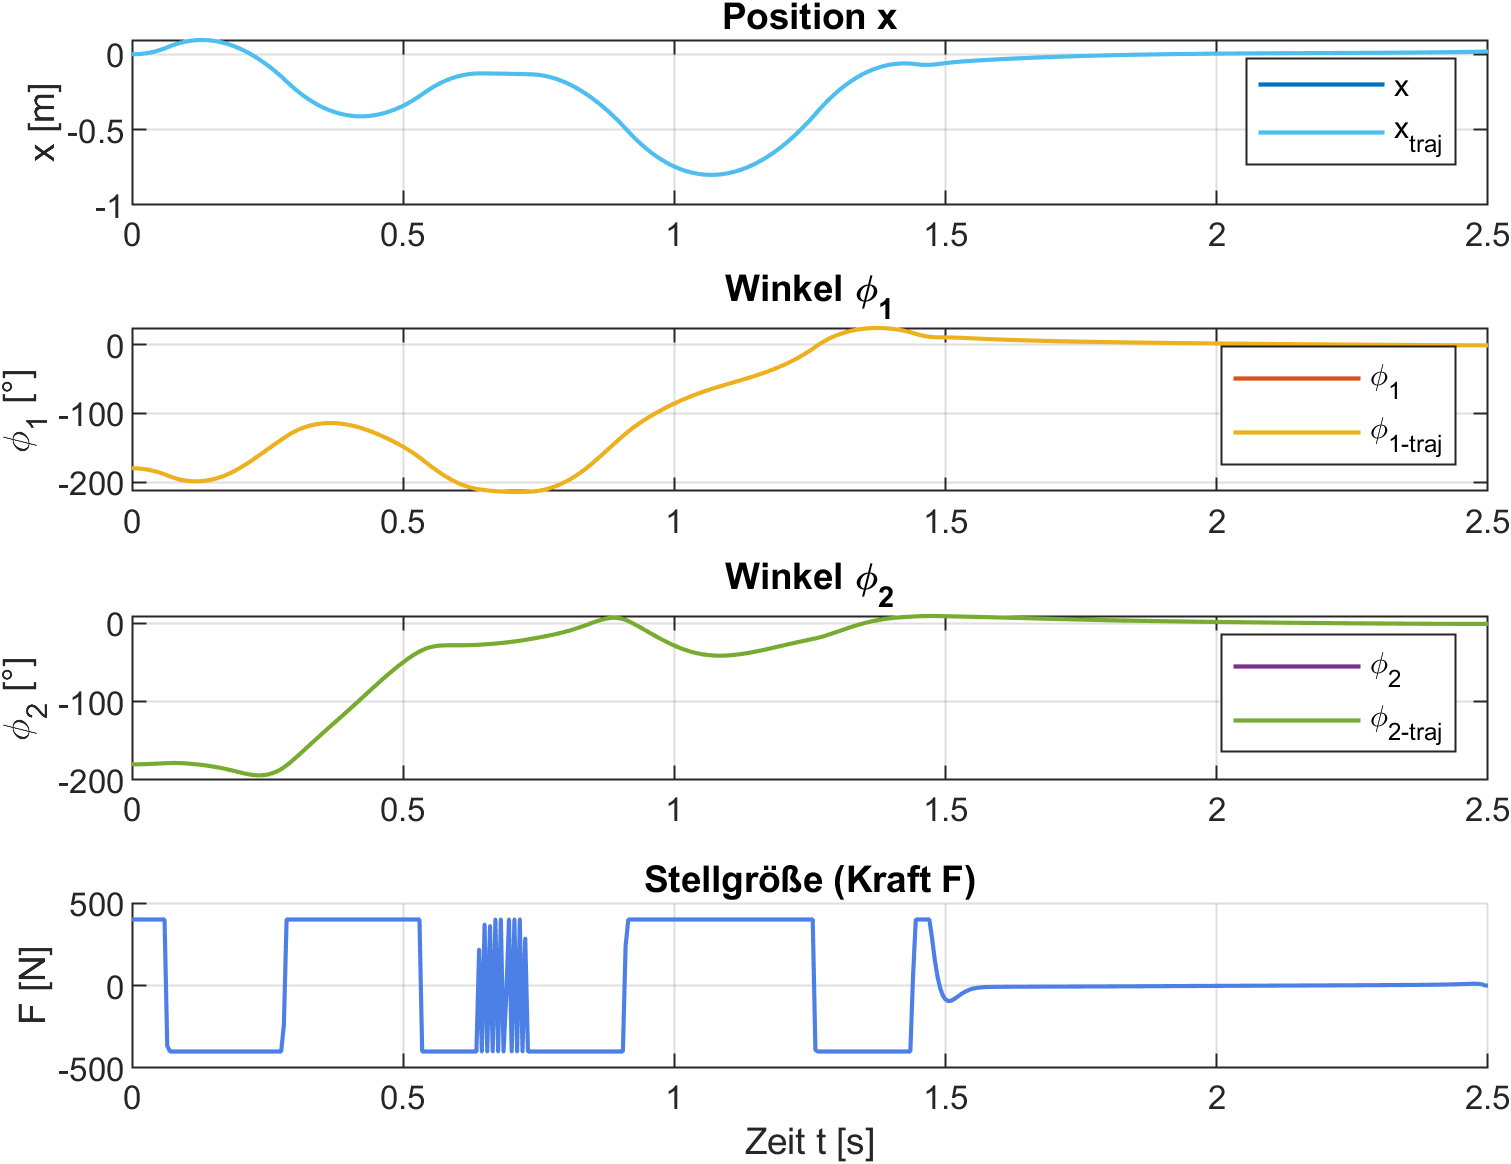 Position x
x [m]
0
-0.5
-1
x
x_traj
0 0.5 1 1.5 2 2.5
Winkel ϕ_1
ϕ_1 [°]
0
-100
-200
ϕ_1
ϕ_1-traj
0 0.5 1 1.5 2 2.5
Winkel ϕ_2
ϕ_2 [°]
0
-100
-200
ϕ_2
ϕ_2-traj
0 0.5 1 1.5 2 2.5
Stellgröße (Kraft F)
F [N]
500
0
-500
0 0.5 1 1.5 2 2.5
Zeit t [s]